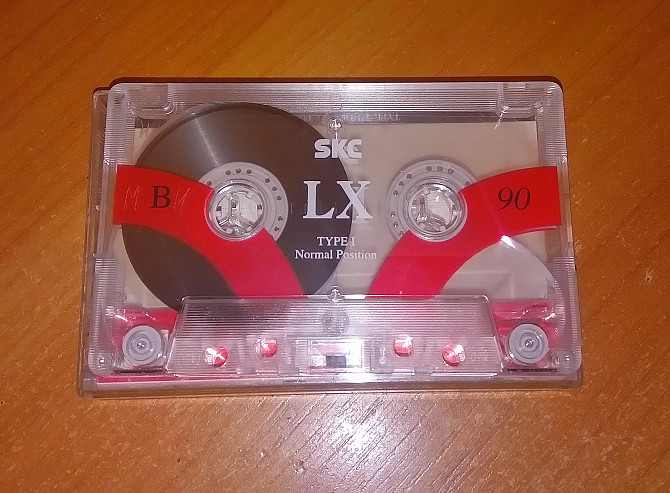 SKC
B LX 90
TYPE I
Normal Position